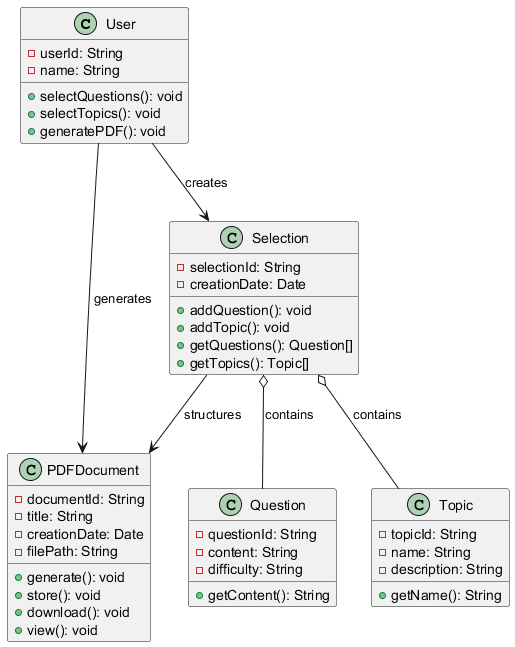 C User
userId: String
name: String
selectQuestions(): void
selectTopics(): void
generatePDF(): void
creates
C Selection
selectionId: String
creationDate: Date
addQuestion(): void
addTopic(): void
getQuestions(): Question[]
getTopics(): Topic[]
generates
structures
contains
contains
C PDFDocument
documentId: String
title: String
creationDate: Date
filePath: String
generate(): void
store(): void
download(): void
view(): void
C Question
questionId: String
content: String
difficulty: String
getContent(): String
C Topic
topicId: String
name: String
description: String
getName(): String